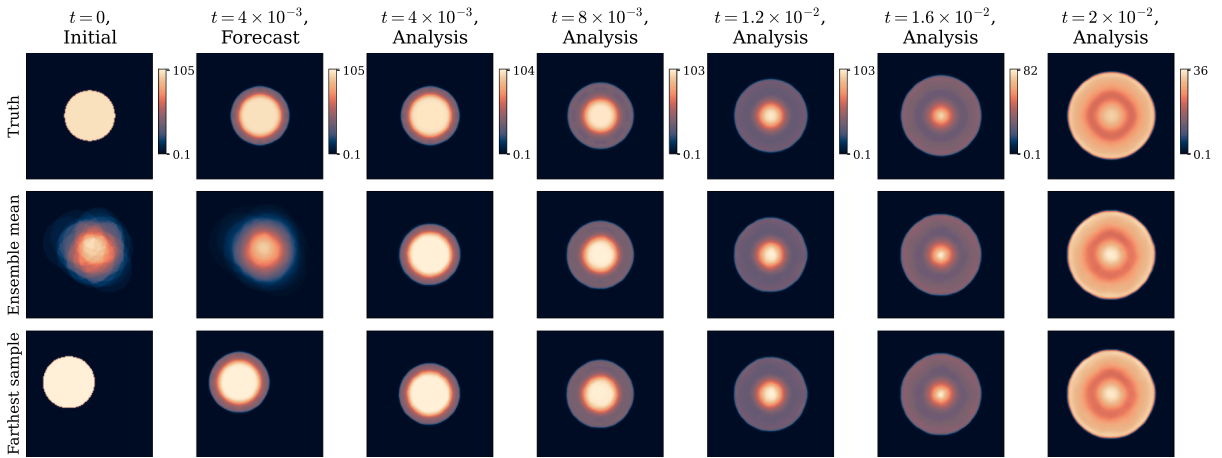 t = 0,
Initial
t = 4 × 10⁻³,
Forecast
t = 4 × 10⁻³,
Analysis
t = 8 × 10⁻³,
Analysis
t = 1.2 × 10⁻²,
Analysis
t = 1.6 × 10⁻²,
Analysis
t = 2 × 10⁻²,
Analysis
Truth
105
0.1
105
0.1
104
0.1
103
0.1
103
0.1
82
0.1
36
0.1
Ensemble mean
Farthest sample